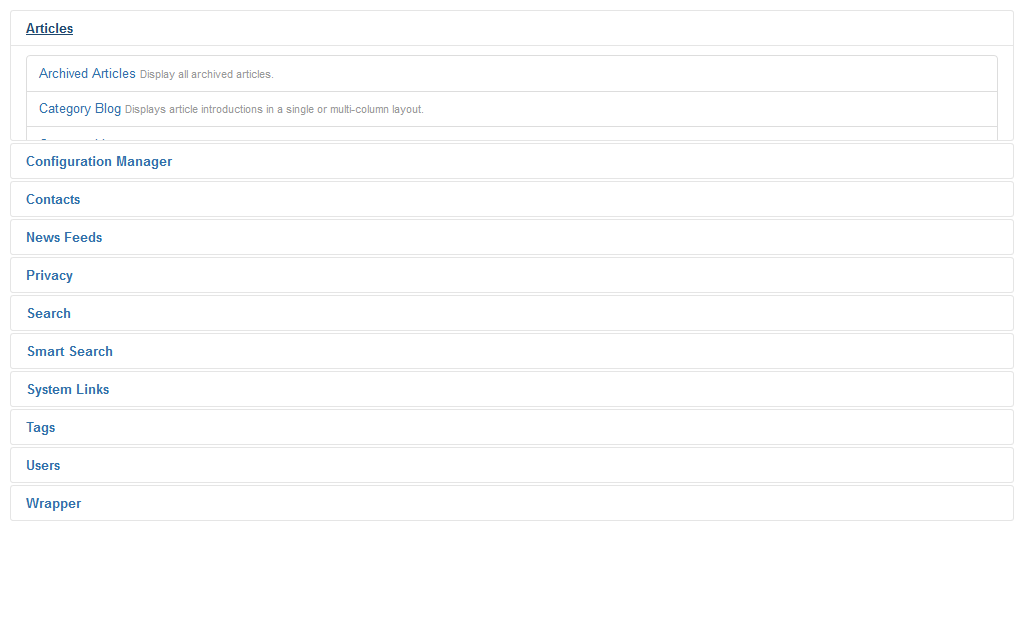 Articles
Archived Articles Display all archived articles.
Category Blog Displays article introductions in a single or multi-column layout.
Configuration Manager
Contacts
News Feeds
Privacy
Search
Smart Search
System Links
Tags
Users
Wrapper